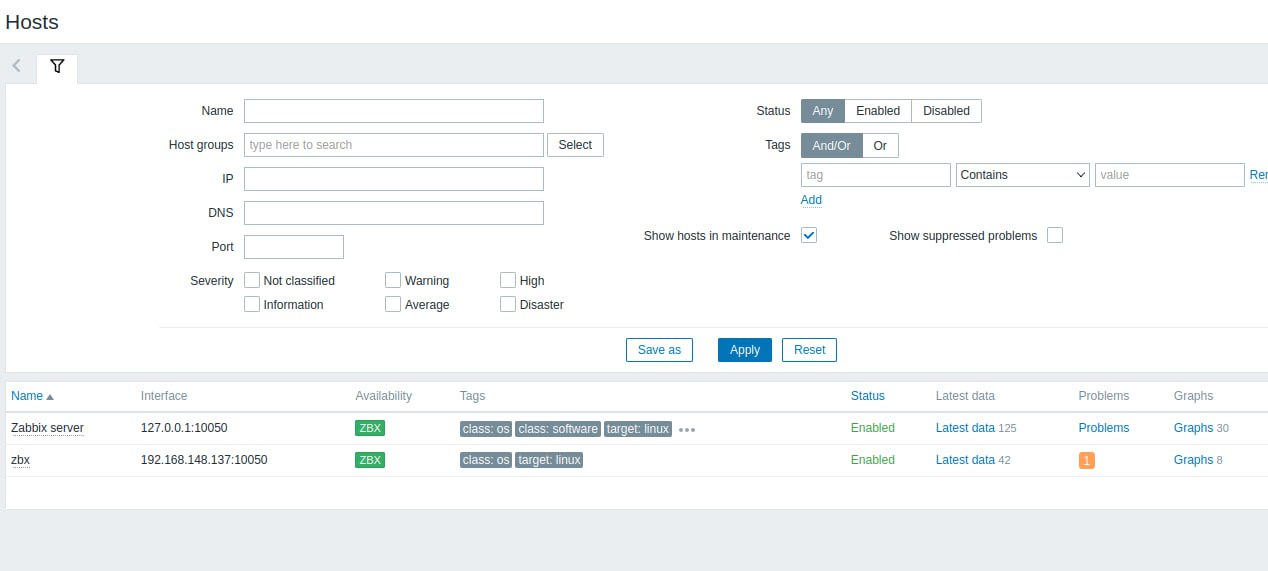 Hosts
Name
Status Any Enabled Disabled
Host groups type here to search Select
Tags And/Or Or
IP
tag Contains value Rem
DNS
Add
Port
Show hosts in maintenance Show suppressed problems
Severity Not classified Warning High
Information Average Disaster
Save as Apply Reset
Name Interface Availability Tags Status Latest data Problems Graphs
Zabbix server 127.0.0.1:10050 ZBX class: os class: software target: linux ••• Enabled Latest data 125 Problems Graphs 30
zbx 192.168.148.137:10050 ZBX class: os target: linux Enabled Latest data 42 1 Graphs 8